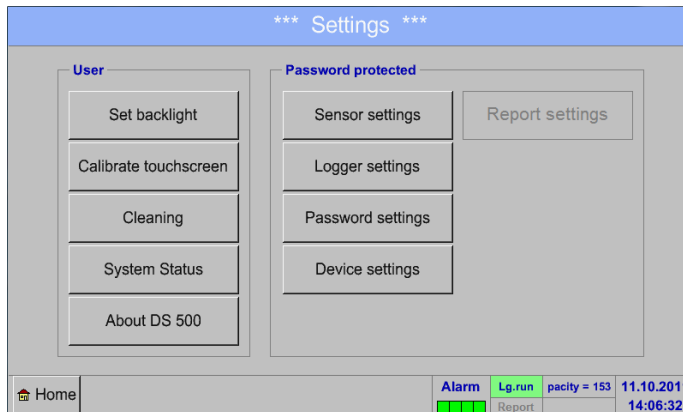 *** Settings ***
User
Set backlight
Calibrate touchscreen
Cleaning
System Status
About DS 500
Password protected
Sensor settings
Logger settings
Password settings
Device settings
Report settings
Home
Alarm
Lg.run
pacity = 153
11.10.201
Report
14:06:32